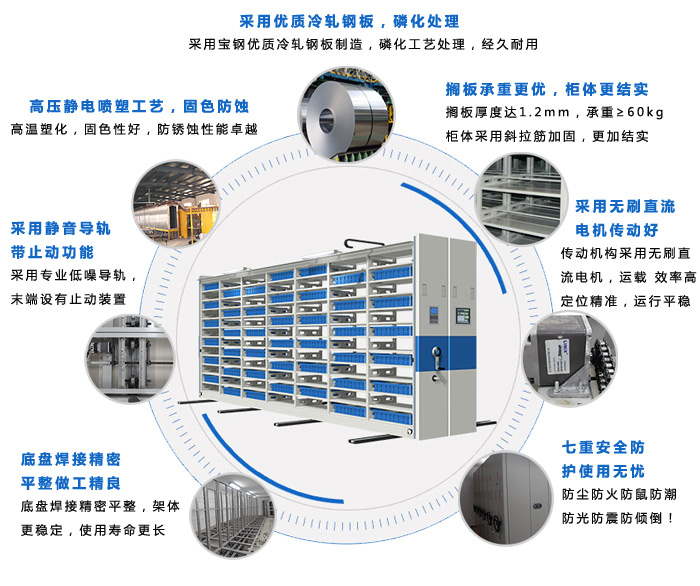 采用优质冷轧钢板，磷化处理
采用宝钢优质冷轧钢板制造，磷化工艺处理，经久耐用
高压静电喷塑工艺，固色防蚀
高温塑化，固色性好，防锈蚀性能卓越
搁板承重更优，柜体更结实
搁板厚度达1.2mm，承重≥60kg
柜体采用斜拉筋加固，更加结实
采用静音导轨
带止动功能
采用专业低噪导轨，
末端设有止动装置
采用无刷直流
电机传动好
传动机构采用无刷直
流电机，运载 效率高
定位精准，运行平稳
底盘焊接精密
平整做工精良
底盘焊接精密平整，架体
更稳定，使用寿命更长
七重安全防
护使用无忧
防尘防火防鼠防潮
防光防震防倾倒！